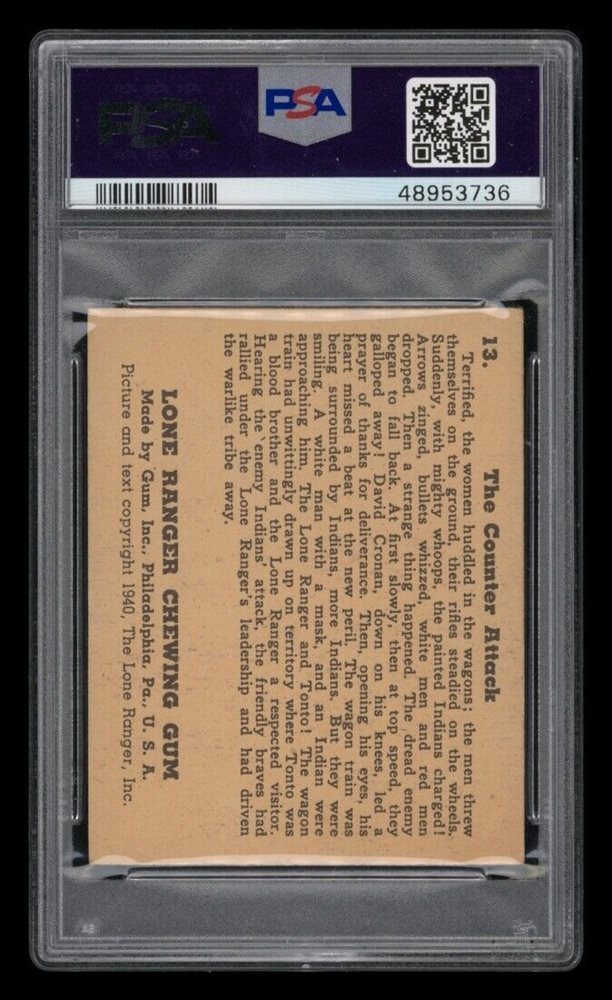 PSA
48953736
13. The Counter Attack
Terrified, the women huddled in the wagons; the men threw
themselves on the ground, their rifles steadied on the wheels.
Suddenly, with mighty whoops, the painted Indians charged!
Arrows zinged, bullets whizzed, white men and red men
dropped. Then a strange thing happened. The dread enemy
began to fall back. At first slowly, then at top speed, they
galloped away! David Cronan, down on his knees, led a
prayer of thanks for deliverance. Then, opening his eyes, his
heart missed a beat at the new peril. The wagon train was
being surrounded by Indians, more Indians. But they were
smiling. A white man with a mask, and an Indian were
approaching him. The Lone Ranger and Tonto! The wagon
train had unwittingly drawn up on territory where Tonto was
a blood brother and the Lone Ranger a respected visitor.
Hearing the enemy Indians' attack, the friendly braves had
rallied under the Lone Ranger's leadership and had driven
the warlike tribe away.
LONE RANGER CHEWING GUM
Made by Gum, Inc., Philadelphia, Pa., U. S. A.
Picture and text copyright 1940, The Lone Ranger, Inc.